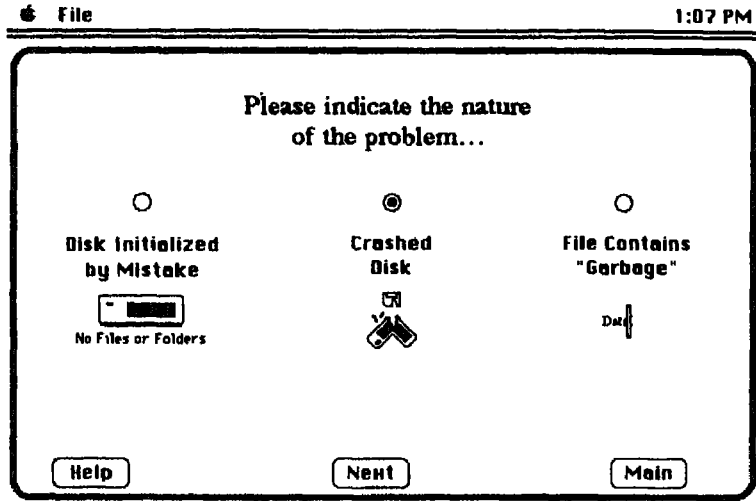 File 1:07 PM
Please indicate the nature
of the problem...
Disk Initialized
by Mistake
Crashed
Disk
File Contains
"Garbage"
No Files or Folders
Data
Help Next Main